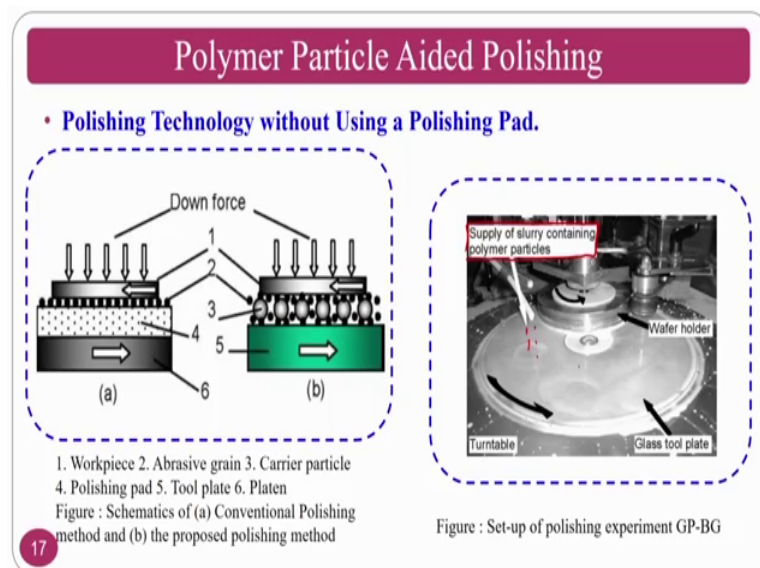 Polymer Particle Aided Polishing
• Polishing Technology without Using a Polishing Pad.
Down force
1
2
3
4
5
6
(a)
(b)
1. Workpiece 2. Abrasive grain 3. Carrier particle
4. Polishing pad 5. Tool plate 6. Platen
Figure : Schematics of (a) Conventional Polishing
method and (b) the proposed polishing method
Supply of slurry containing
polymer particles
Wafer holder
Turntable
Glass tool plate
Figure : Set-up of polishing experiment GP-BG
17